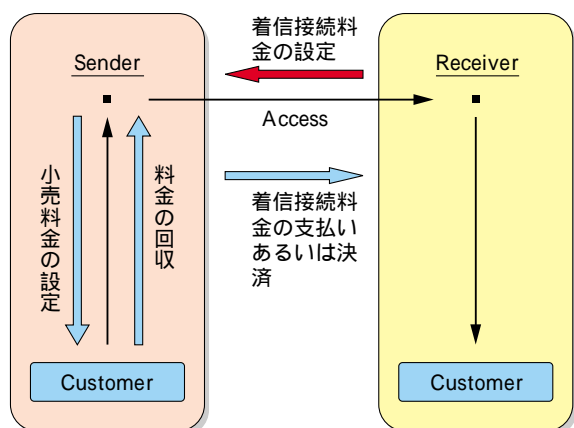 着信接続料
金の設定
Sender
Receiver
Access
小売料金の設定
料金の回収
着信接続料
金の支払い
あるいは決
済
Customer
Customer